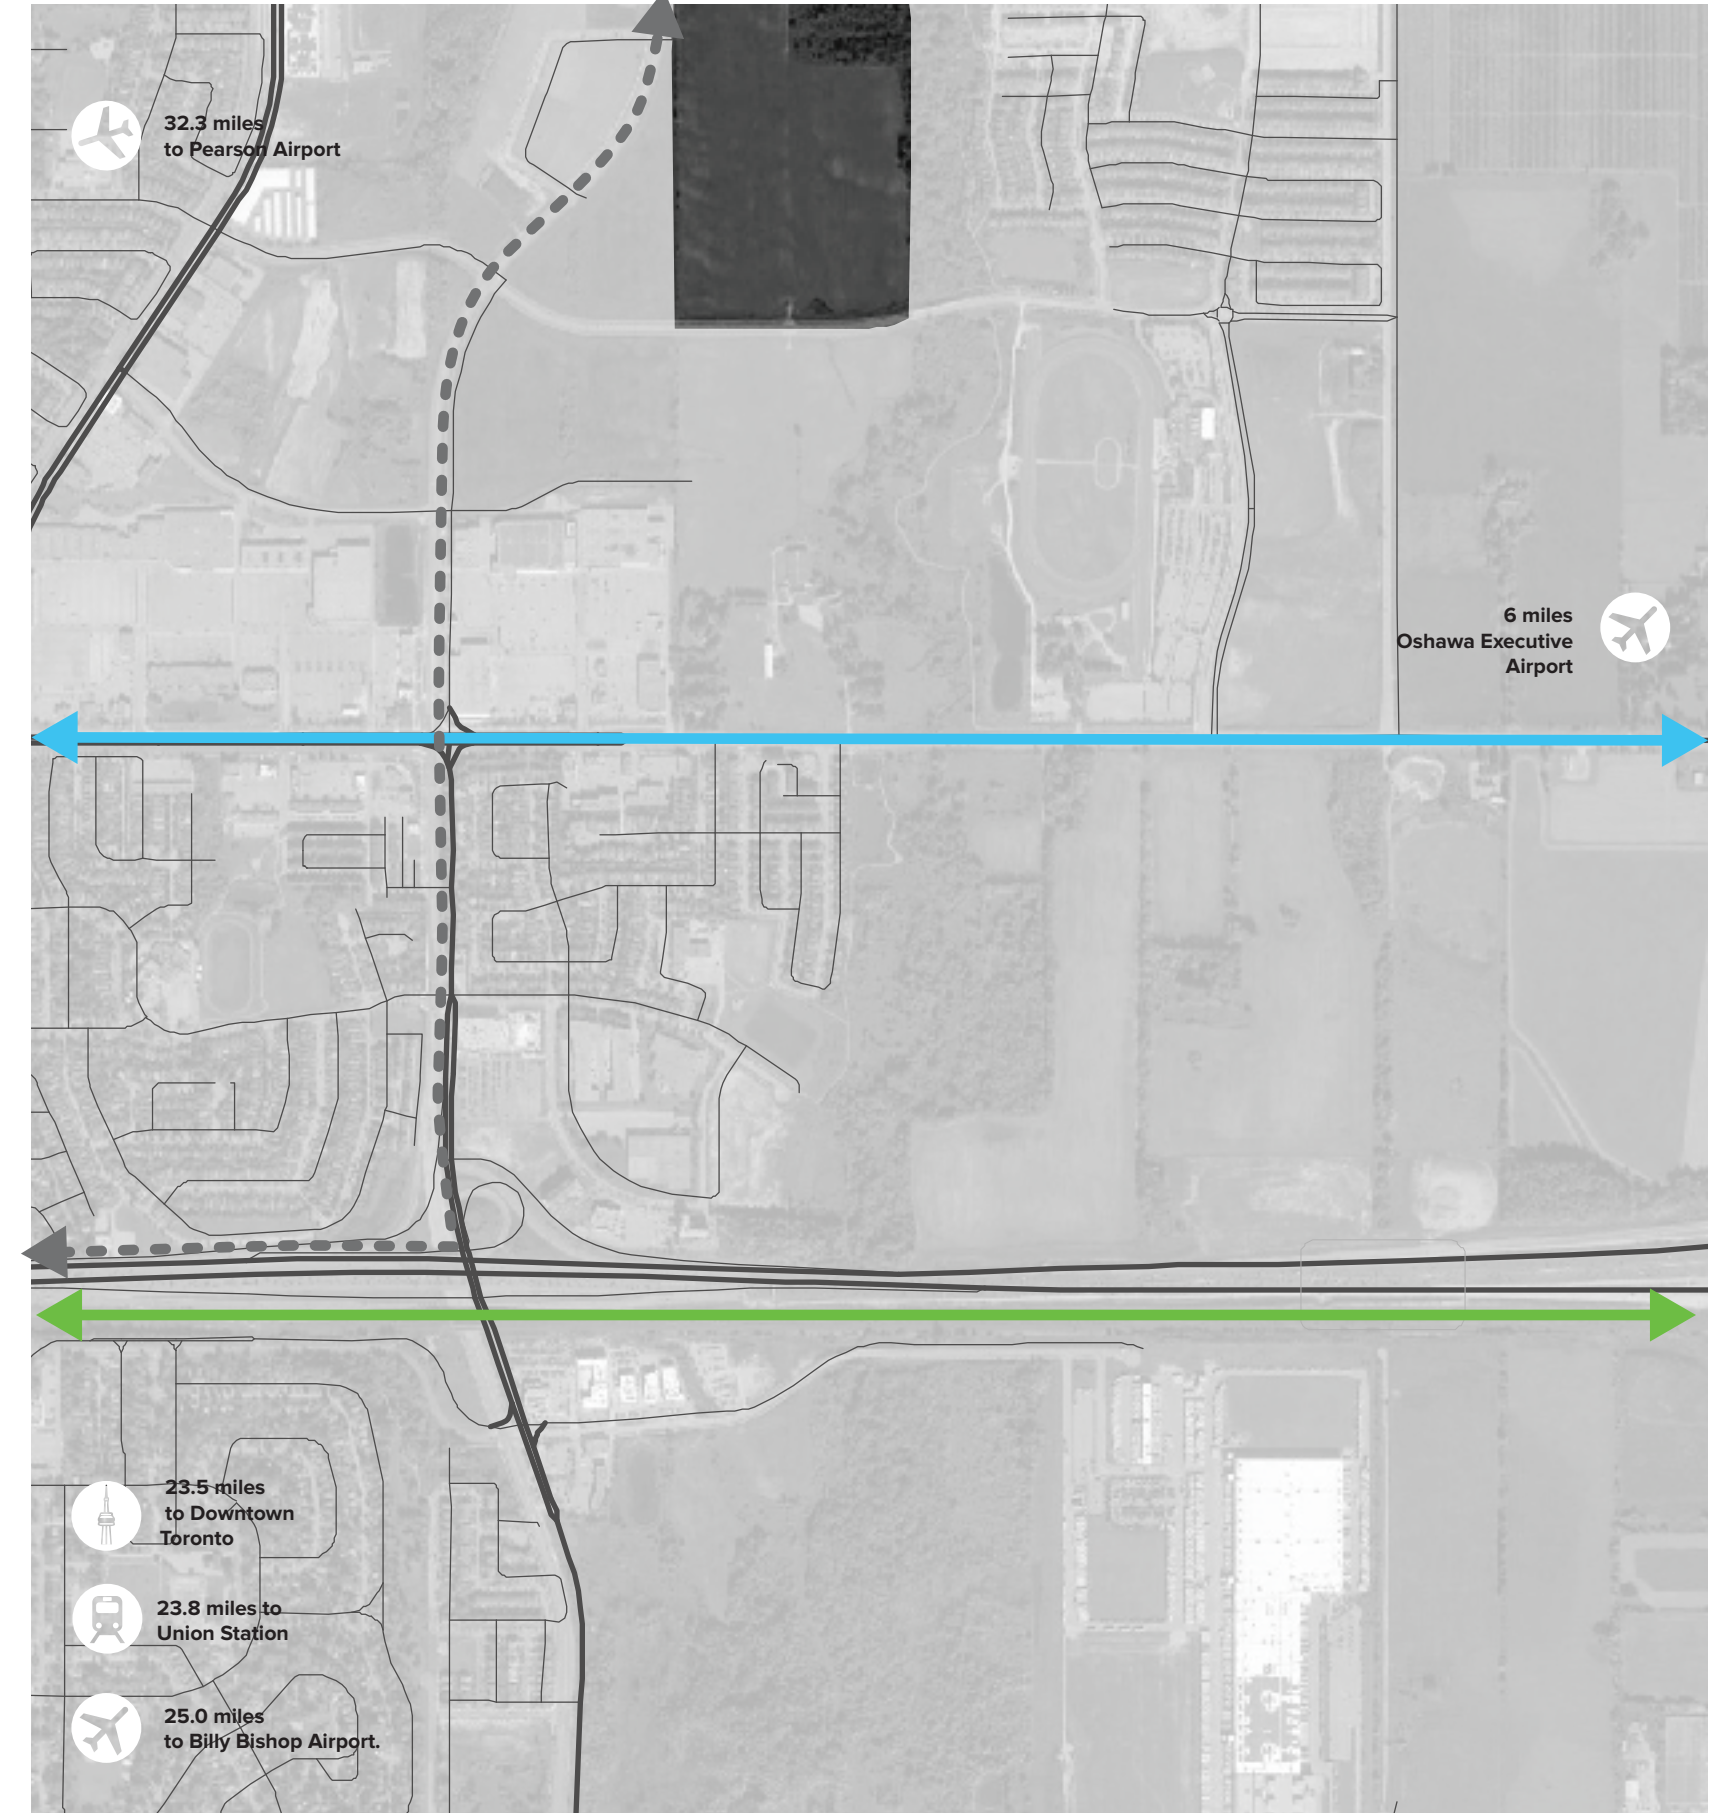 32.3 miles
to Pearson Airport
6 miles
Oshawa Executive
Airport
23.5 miles
to Downtown
Toronto
23.8 miles to
Union Station
25.0 miles
to Billy Bishop Airport.